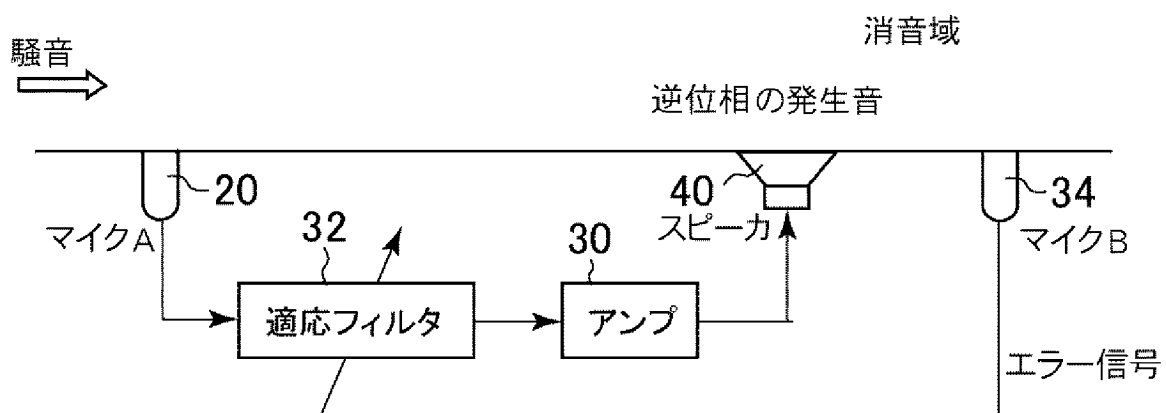 消音域
騒音
逆位相の発生音
20
40
34
マイクA
スピーカ
マイクB
32
30
適応フィルタ
アンプ
エラー信号